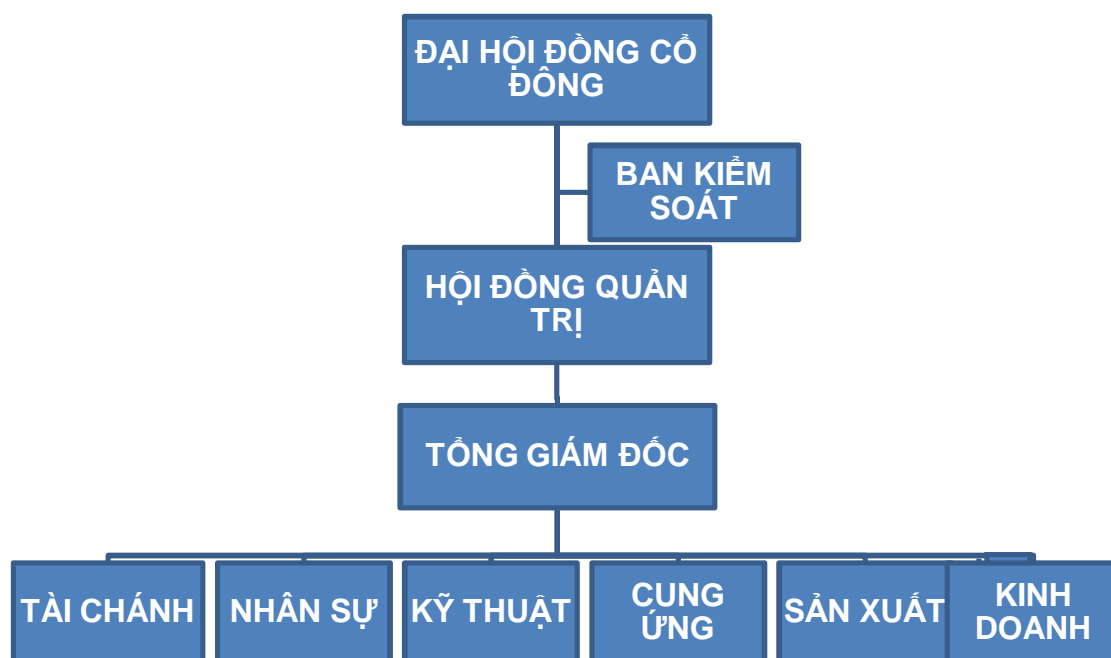 ĐẠI HỘI ĐỒNG CỔ
ĐÔNG
BAN KIỂM
SOÁT
HỘI ĐỒNG QUẢN
TRỊ
TỔNG GIÁM ĐỐC
TÀI CHÁNH
NHÂN SỰ
KỸ THUẬT
CUNG
ỨNG
SẢN XUẤT
KINH
DOANH